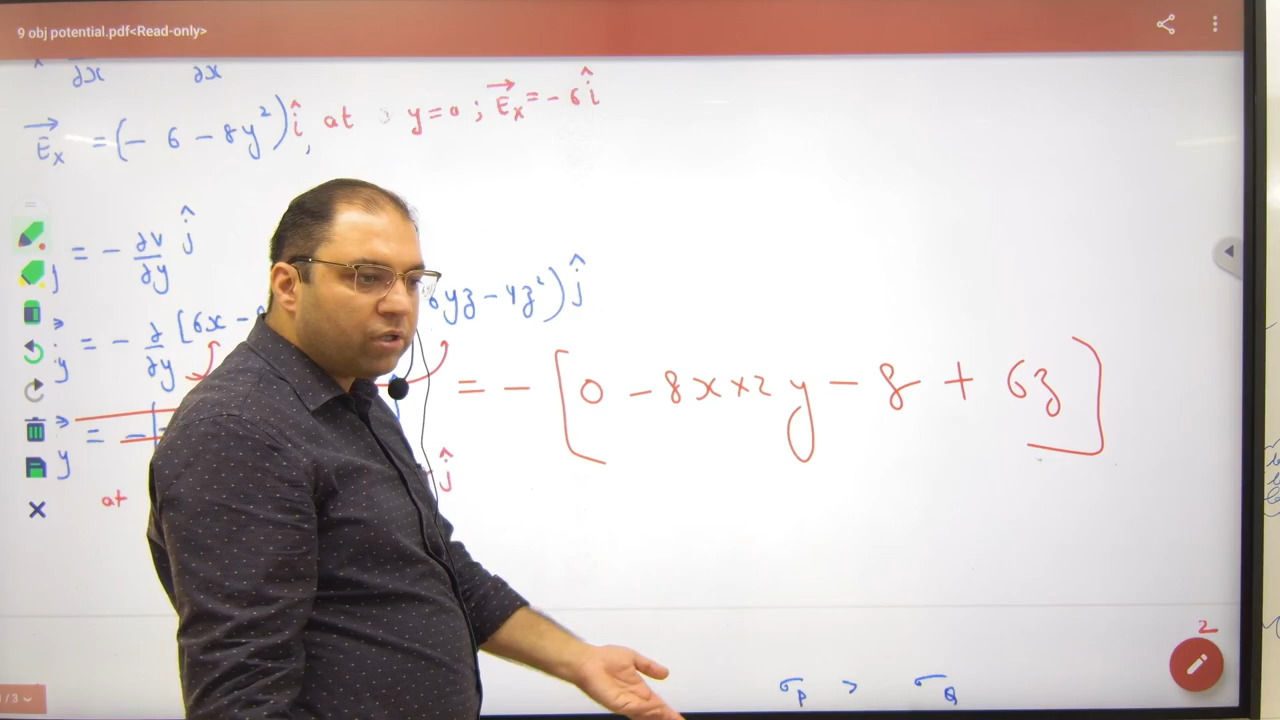 9 obj potential.pdf<Read-only>
∂x ∂x
E⃗x = (- 6 - 8y²) î, at y = 0 ; E⃗x = - 6 î
= - ∂V/∂y ĵ
= - ∂/∂y [6x - 6yz - 4z²) ĵ
y = -
= - [0 - 8x × 2y - 8 + 6z]
at ĵ
2
/ 3
σP > σQ